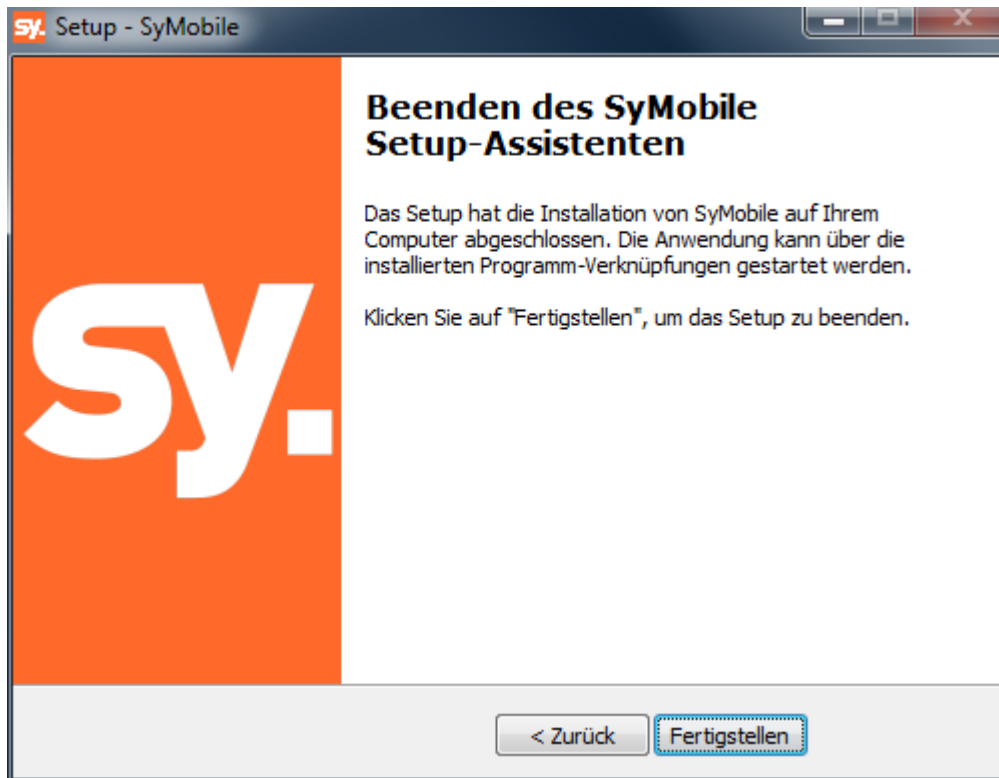 sy. Setup - SyMobile
Beenden des SyMobile
Setup-Assistenten
Das Setup hat die Installation von SyMobile auf Ihrem
Computer abgeschlossen. Die Anwendung kann über die
installierten Programm-Verknüpfungen gestartet werden.
Klicken Sie auf "Fertigstellen", um das Setup zu beenden.
sy.
< Zurück Fertigstellen